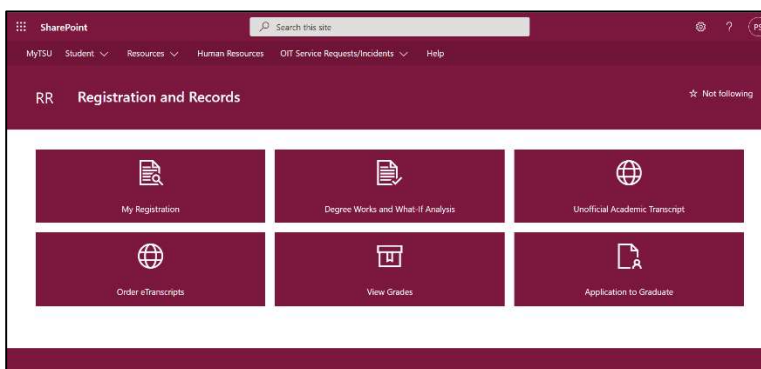 SharePoint
Search this site
?
PS
MyTSU Student Resources Human Resources OIT Service Requests/Incidents Help
RR Registration and Records
Not following
My Registration
Degree Works and What-If Analysis
Unofficial Academic Transcript
Order eTranscripts
View Grades
Application to Graduate